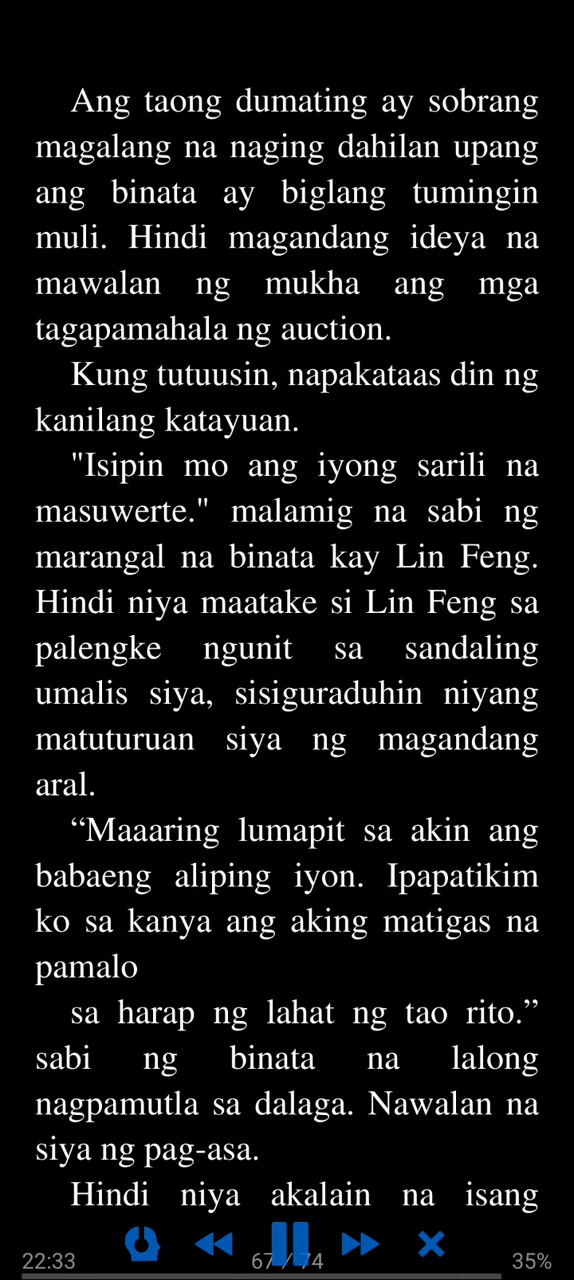 Ang taong dumating ay sobrang
magalang na naging dahilan upang
ang binata ay biglang tumingin
muli. Hindi magandang ideya na
mawalan ng mukha ang mga
tagapamahala ng auction.
Kung tutuusin, napakataas din ng
kanilang katayuan.
"Isipin mo ang iyong sarili na
masuwerte." malamig na sabi ng
marangal na binata kay Lin Feng.
Hindi niya maatake si Lin Feng sa
palengke ngunit sa sandaling
umalis siya, sisiguraduhin niyang
matuturuan siya ng magandang
aral.
“Maaaring lumapit sa akin ang
babaeng aliping iyon. Ipapatikim
ko sa kanya ang aking matigas na
pamalo
sa harap ng lahat ng tao rito.”
sabi ng binata na lalong
nagpamutla sa dalaga. Nawalan na
siya ng pag-asa.
Hindi niya akalain na isang
22:33 67 / 74 35%